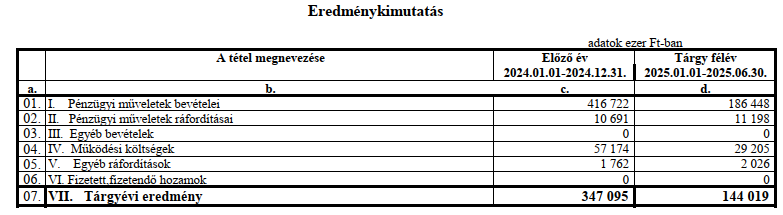 Eredménykimutatás
adatok ezer Ft-ban
A tétel megnevezése Előző év Tárgy félév
2024.01.01-2024.12.31. 2025.01.01-2025.06.30.
a. b. c. d.
01. I. Pénzügyi műveletek bevételei 416 722 186 448
02. II. Pénzügyi műveletek ráfordításai 10 691 11 198
03. III. Egyéb bevételek 0 0
04. IV. Működési költségek 57 174 29 205
05. V. Egyéb ráfordítások 1 762 2 026
06. VI. Fizetett,fizetendő hozamok 0 0
07. VII. Tárgyévi eredmény 347 095 144 019